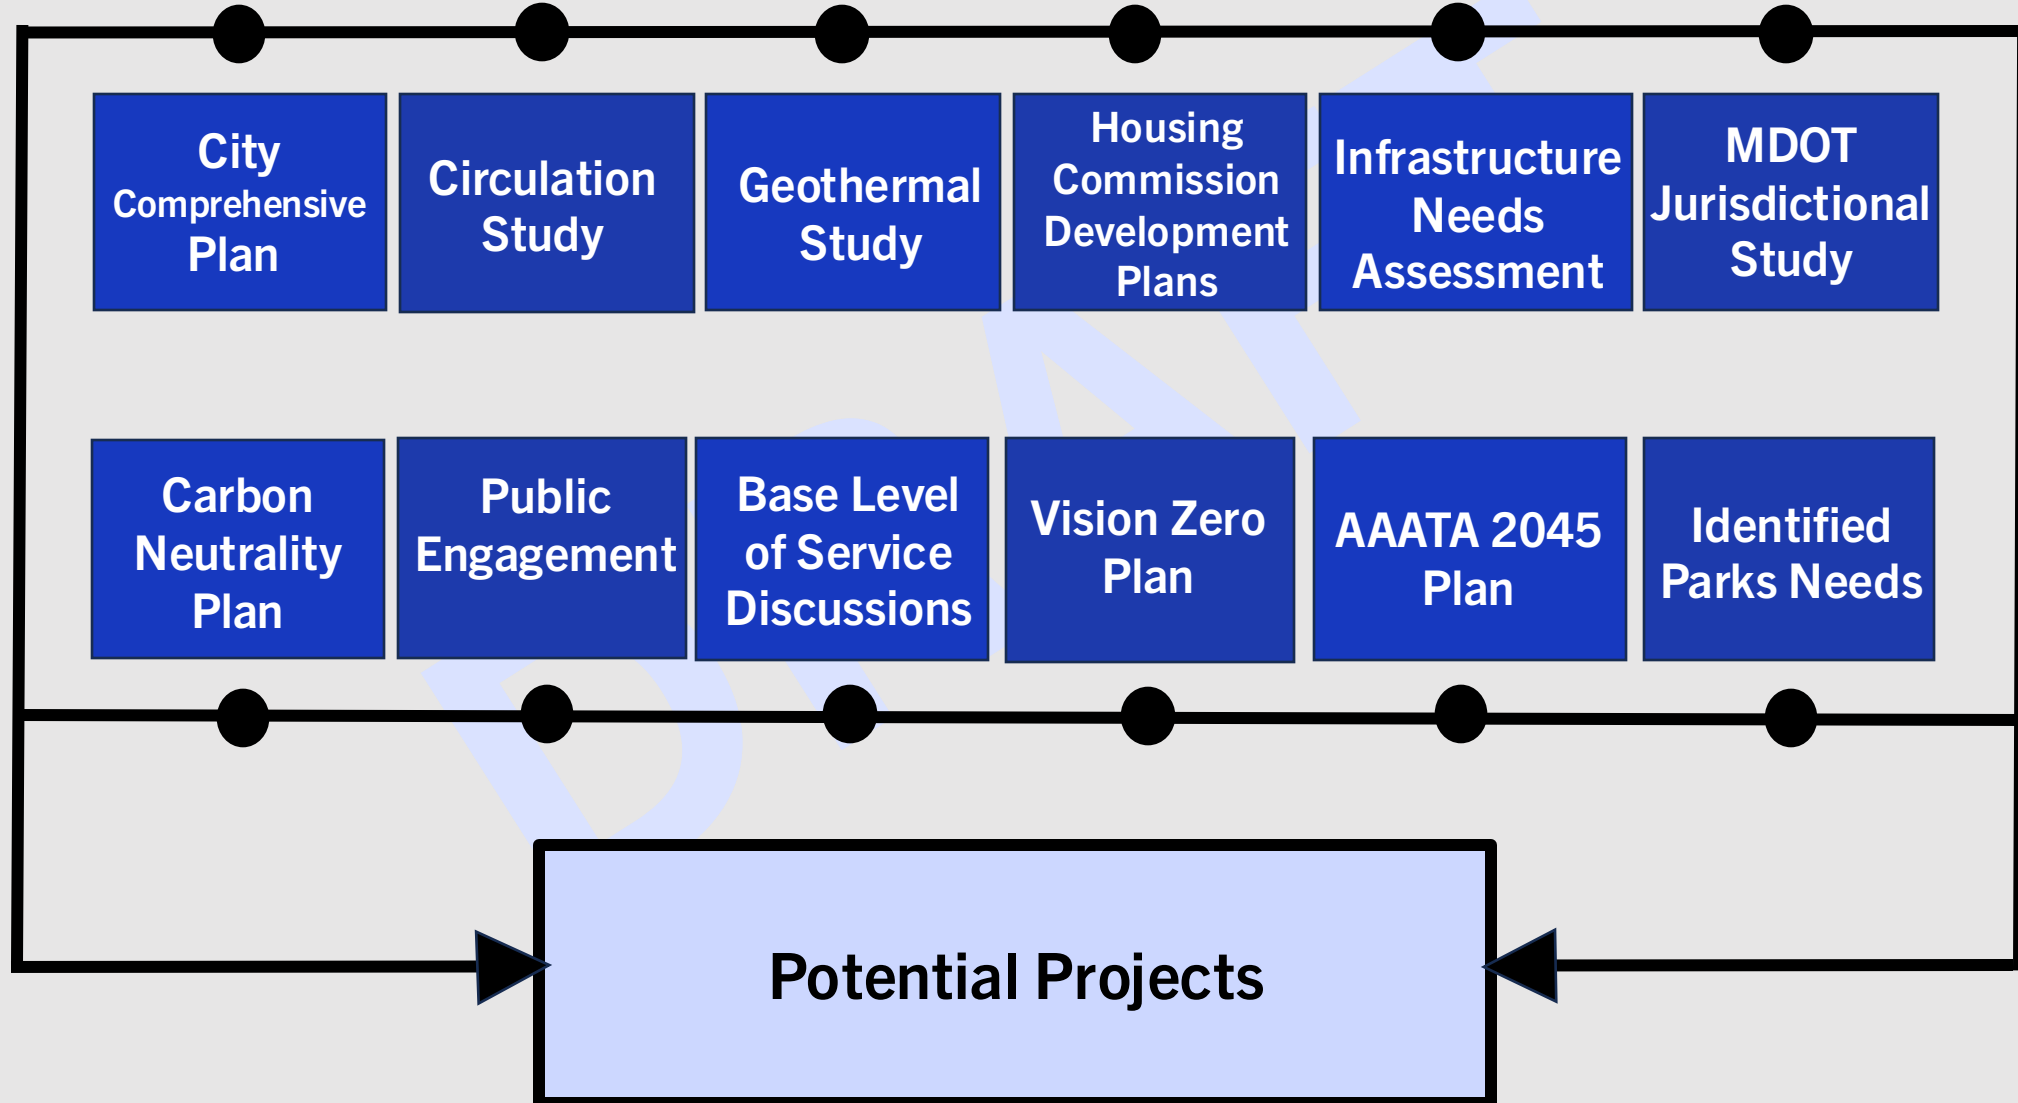 City
Comprehensive
Plan
Circulation
Study
Geothermal
Study
Housing
Commission
Development
Plans
Infrastructure
Needs
Assessment
MDOT
Jurisdictional
Study
Carbon
Neutrality
Plan
Public
Engagement
Base Level
of Service
Discussions
Vision Zero
Plan
AAATA 2045
Plan
Identified
Parks Needs
DRAFT
Potential Projects